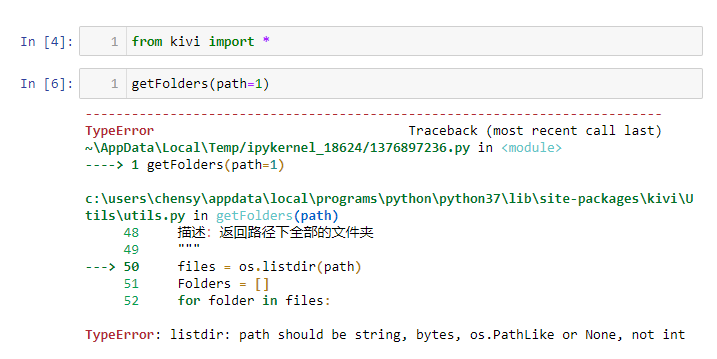 In [4]: 1 from kivi import *
In [6]: 1 getFolders(path=1)
---------------------------------------------------------------------------
TypeError Traceback (most recent call last)
~\AppData\Local\Temp/ipykernel_18624/1376897236.py in <module>
----> 1 getFolders(path=1)
c:\users\chensy\appdata\local\programs\python\python37\lib\site-packages\kivi\U
tils\utils.py in getFolders(path)
48 描述: 返回路径下全部的文件夹
49 """
---> 50 files = os.listdir(path)
51 Folders = []
52 for folder in files:
TypeError: listdir: path should be string, bytes, os.PathLike or None, not int